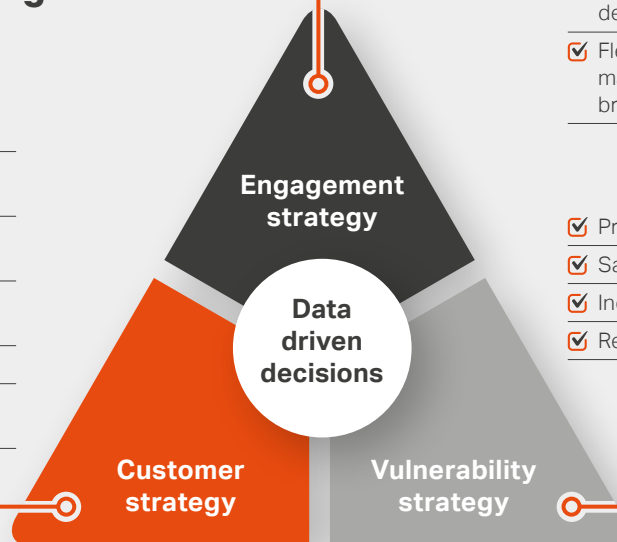 Engagement
strategy
Data
driven
decisions
Customer
strategy
Vulnerability
strategy